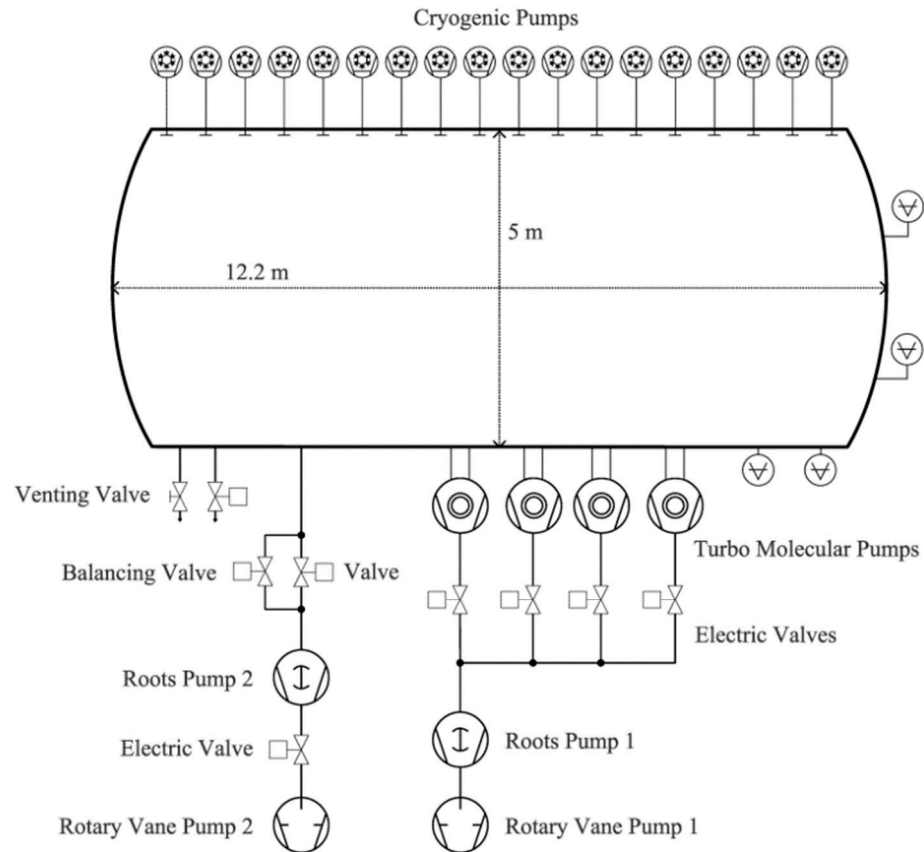 Cryogenic Pumps
5 m
12.2 m
Venting Valve
Balancing Valve
Valve
Turbo Molecular Pumps
Electric Valves
Roots Pump 2
Roots Pump 1
Electric Valve
Rotary Vane Pump 2
Rotary Vane Pump 1